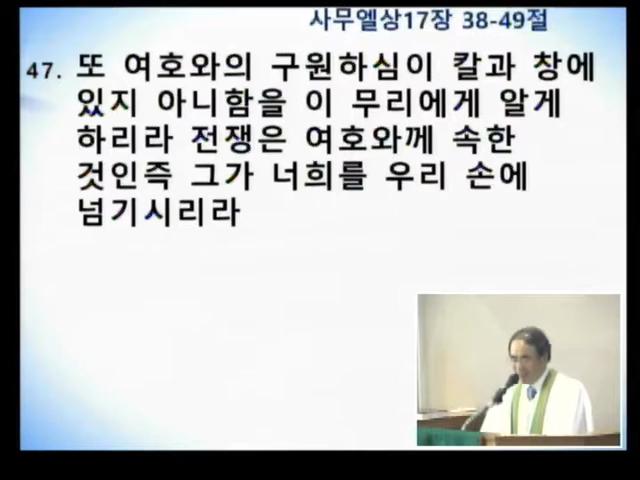 사무엘상17장 38-49절
47. 또 여호와의 구원하심이 칼과 창에
있지 아니함을 이 무리에게 알게
하리라 전쟁은 여호와께 속한
것인즉 그가 너희를 우리 손에
넘기시리라